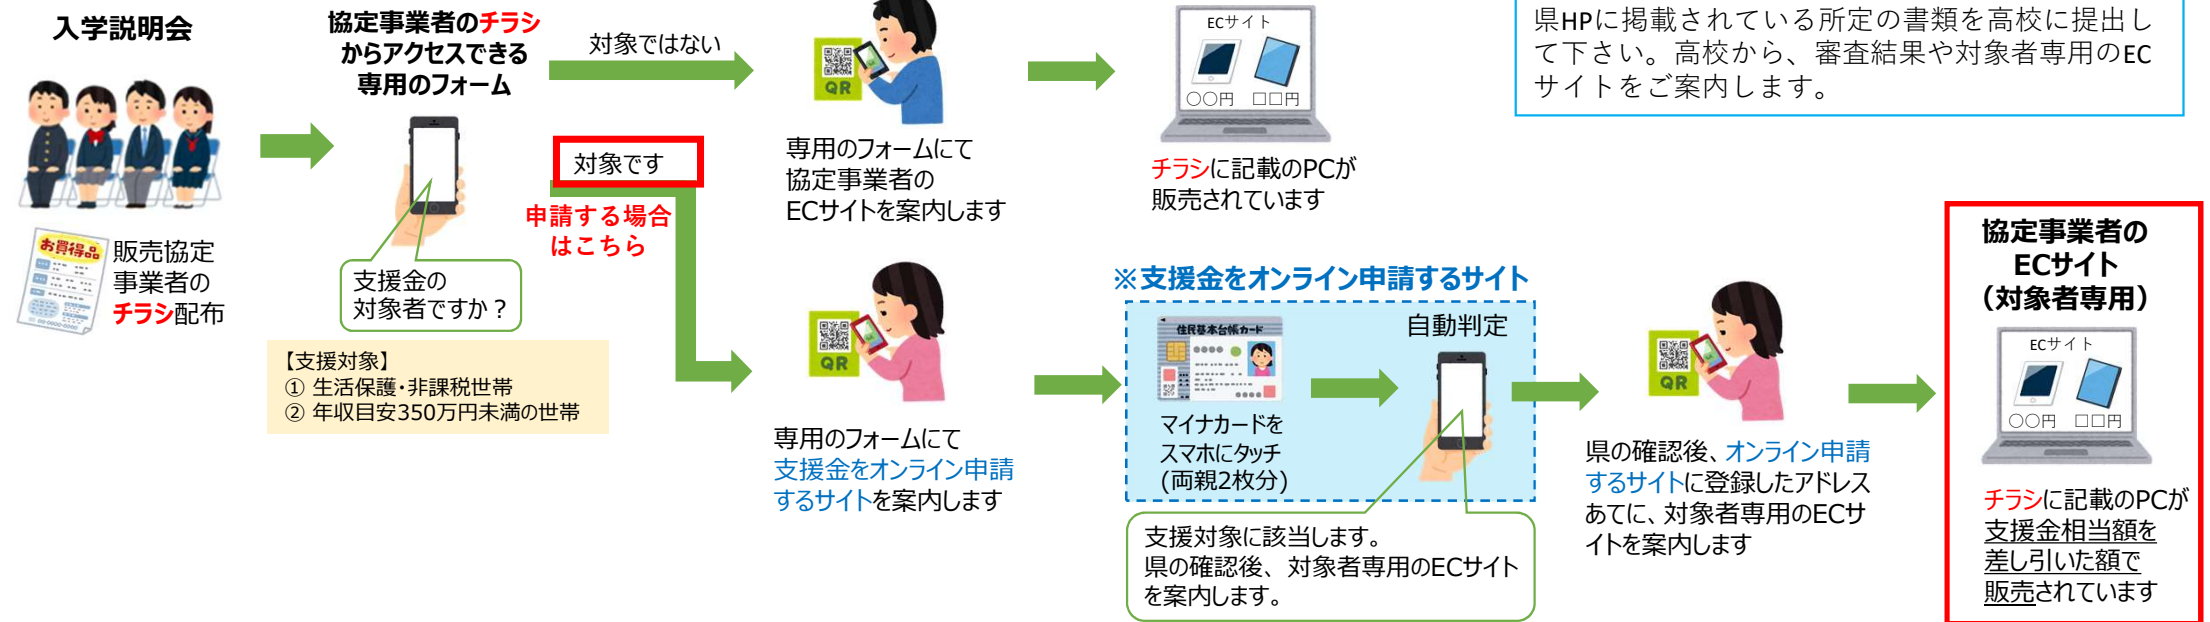 入学説明会
お買得品
販売協定
事業者の
チラシ配布
協定事業者のチラシ
からアクセスできる
専用のフォーム
支援金の
対象者ですか？
【支援対象】
① 生活保護・非課税世帯
② 年収目安350万円未満の世帯
対象ではない
QR
専用のフォームにて
協定事業者の
ECサイトを案内します
ECサイト
○○円 □□円
チラシに記載のPCが
販売されています
県HPに掲載されている所定の書類を高校に提出し
て下さい。高校から、審査結果や対象者専用のEC
サイトをご案内します。
対象です
申請する場合
はこちら
QR
専用のフォームにて
支援金をオンライン申請
するサイトを案内します
※支援金をオンライン申請するサイト
住民基本台帳カード
マイナカードを
スマホにタッチ
(両親2枚分)
自動判定
支援対象に該当します。
県の確認後、対象者専用のECサイト
を案内します。
QR
県の確認後、オンライン申請
するサイトに登録したアドレス
あてに、対象者専用のECサ
イトを案内します
協定事業者の
ECサイト
（対象者専用）
ECサイト
○○円 □□円
チラシに記載のPCが
支援金相当額を
差し引いた額で
販売されています